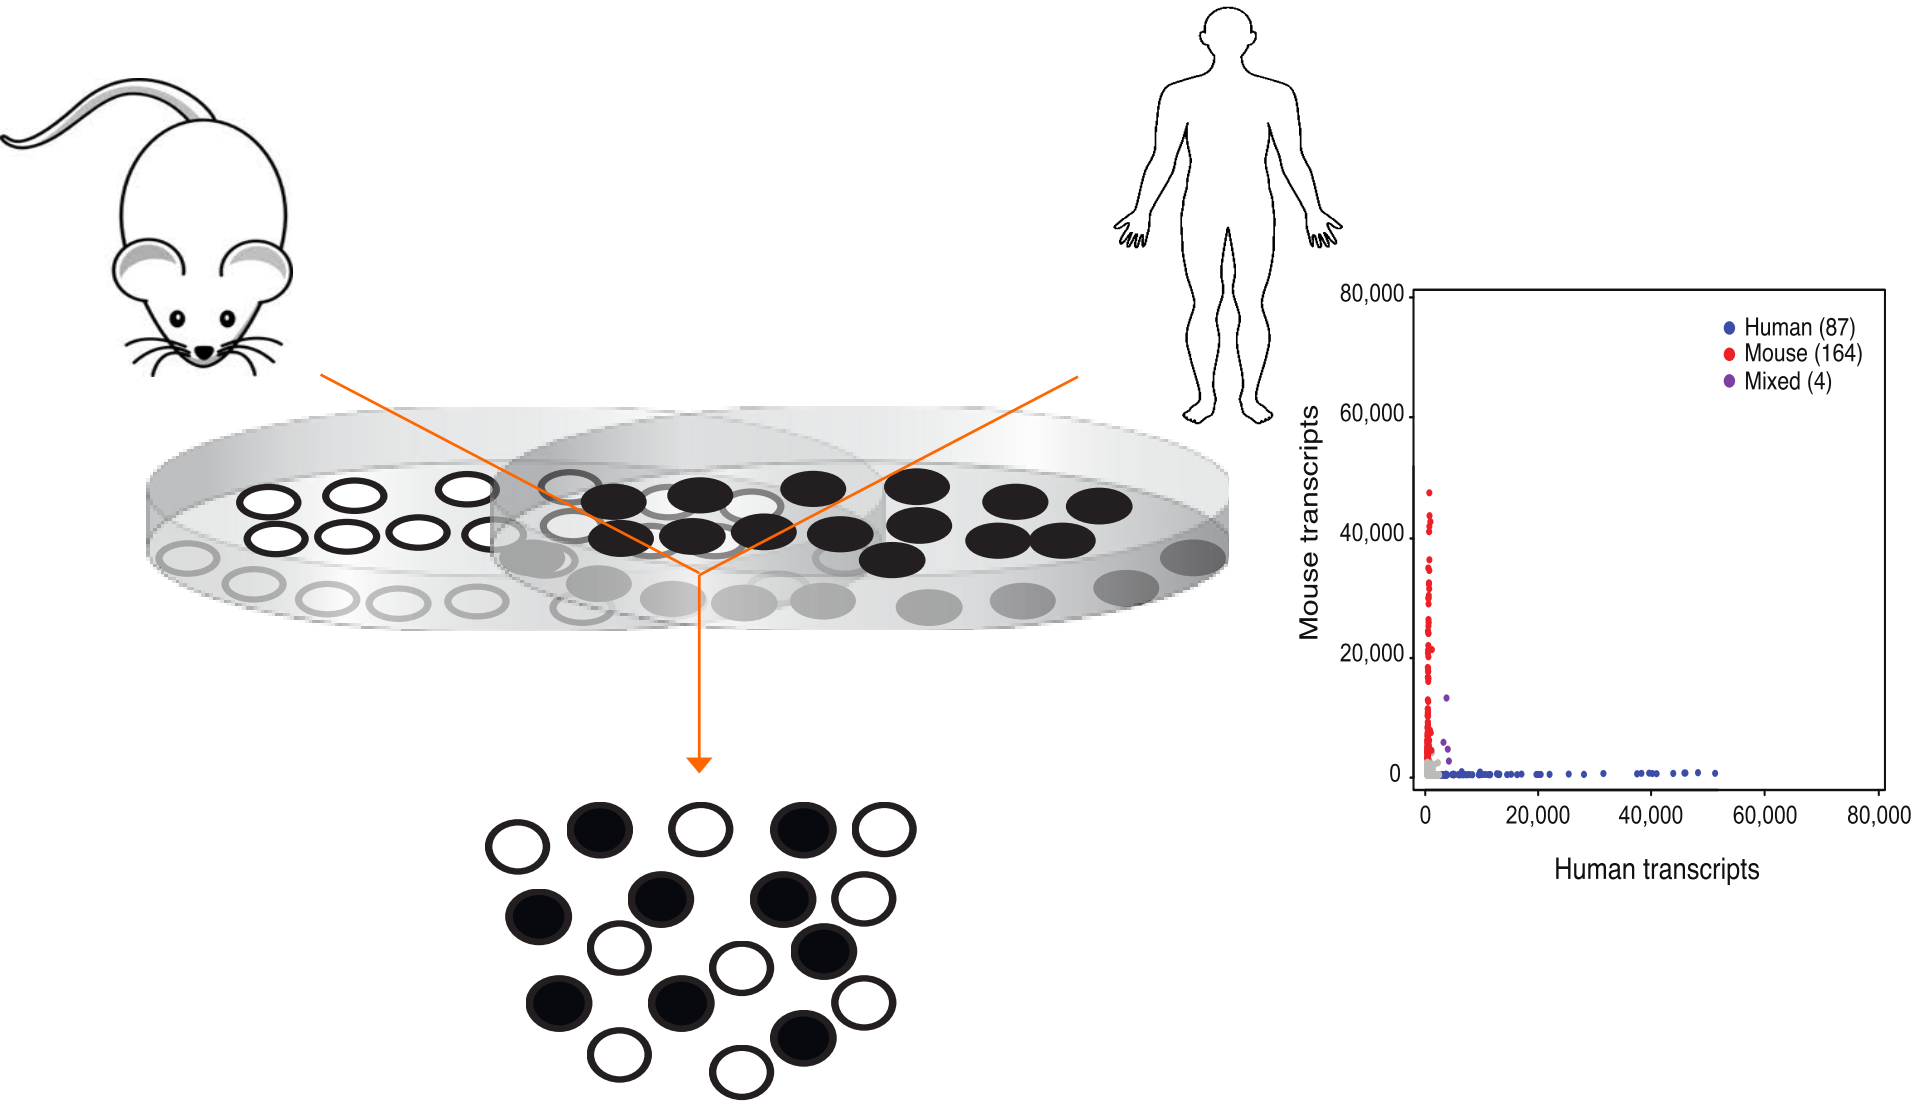 80,000
60,000
40,000
20,000
0
Mouse transcripts
Human (87)
Mouse (164)
Mixed (4)
0
20,000
40,000
60,000
80,000
Human transcripts